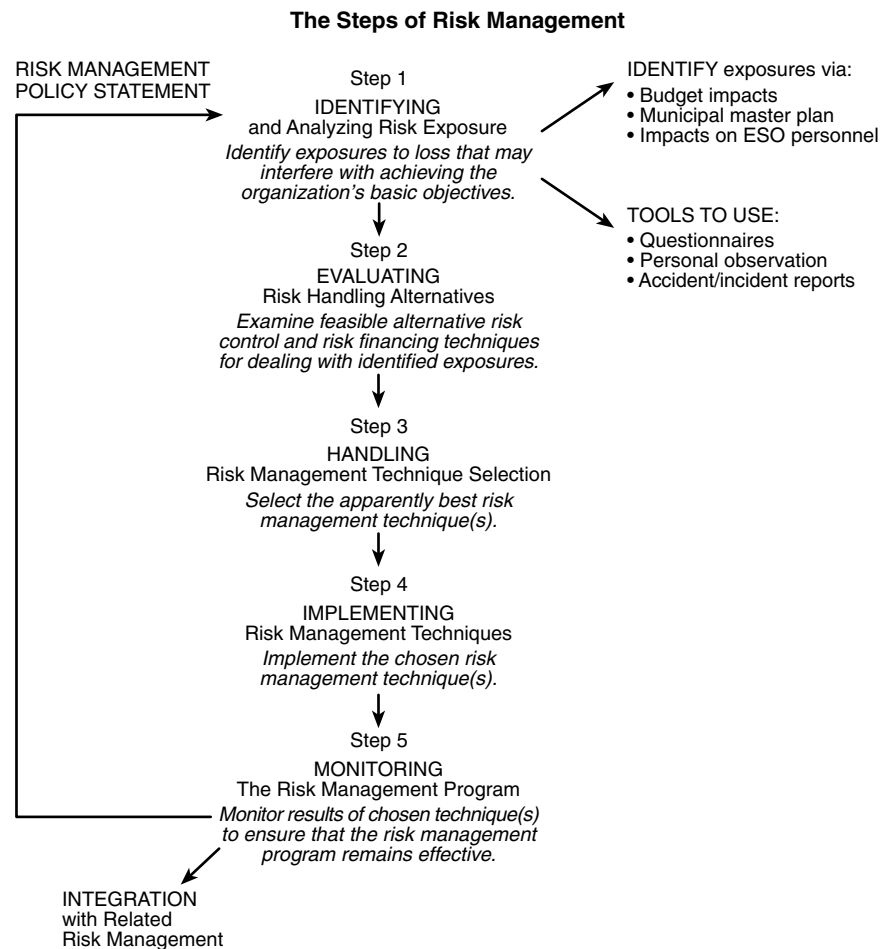 The Steps of Risk Management
RISK MANAGEMENT
POLICY STATEMENT
Step 1
IDENTIFYING
and Analyzing Risk Exposure
Identify exposures to loss that may
interfere with achieving the
organization's basic objectives.
IDENTIFY exposures via:
• Budget impacts
• Municipal master plan
• Impacts on ESO personnel
TOOLS TO USE:
• Questionnaires
• Personal observation
• Accident/incident reports
Step 2
EVALUATING
Risk Handling Alternatives
Examine feasible alternative risk
control and risk financing techniques
for dealing with identified exposures.
Step 3
HANDLING
Risk Management Technique Selection
Select the apparently best risk
management technique(s).
Step 4
IMPLEMENTING
Risk Management Techniques
Implement the chosen risk
management technique(s).
Step 5
MONITORING
The Risk Management Program
Monitor results of chosen technique(s)
to ensure that the risk management
program remains effective.
INTEGRATION
with Related
Risk Management